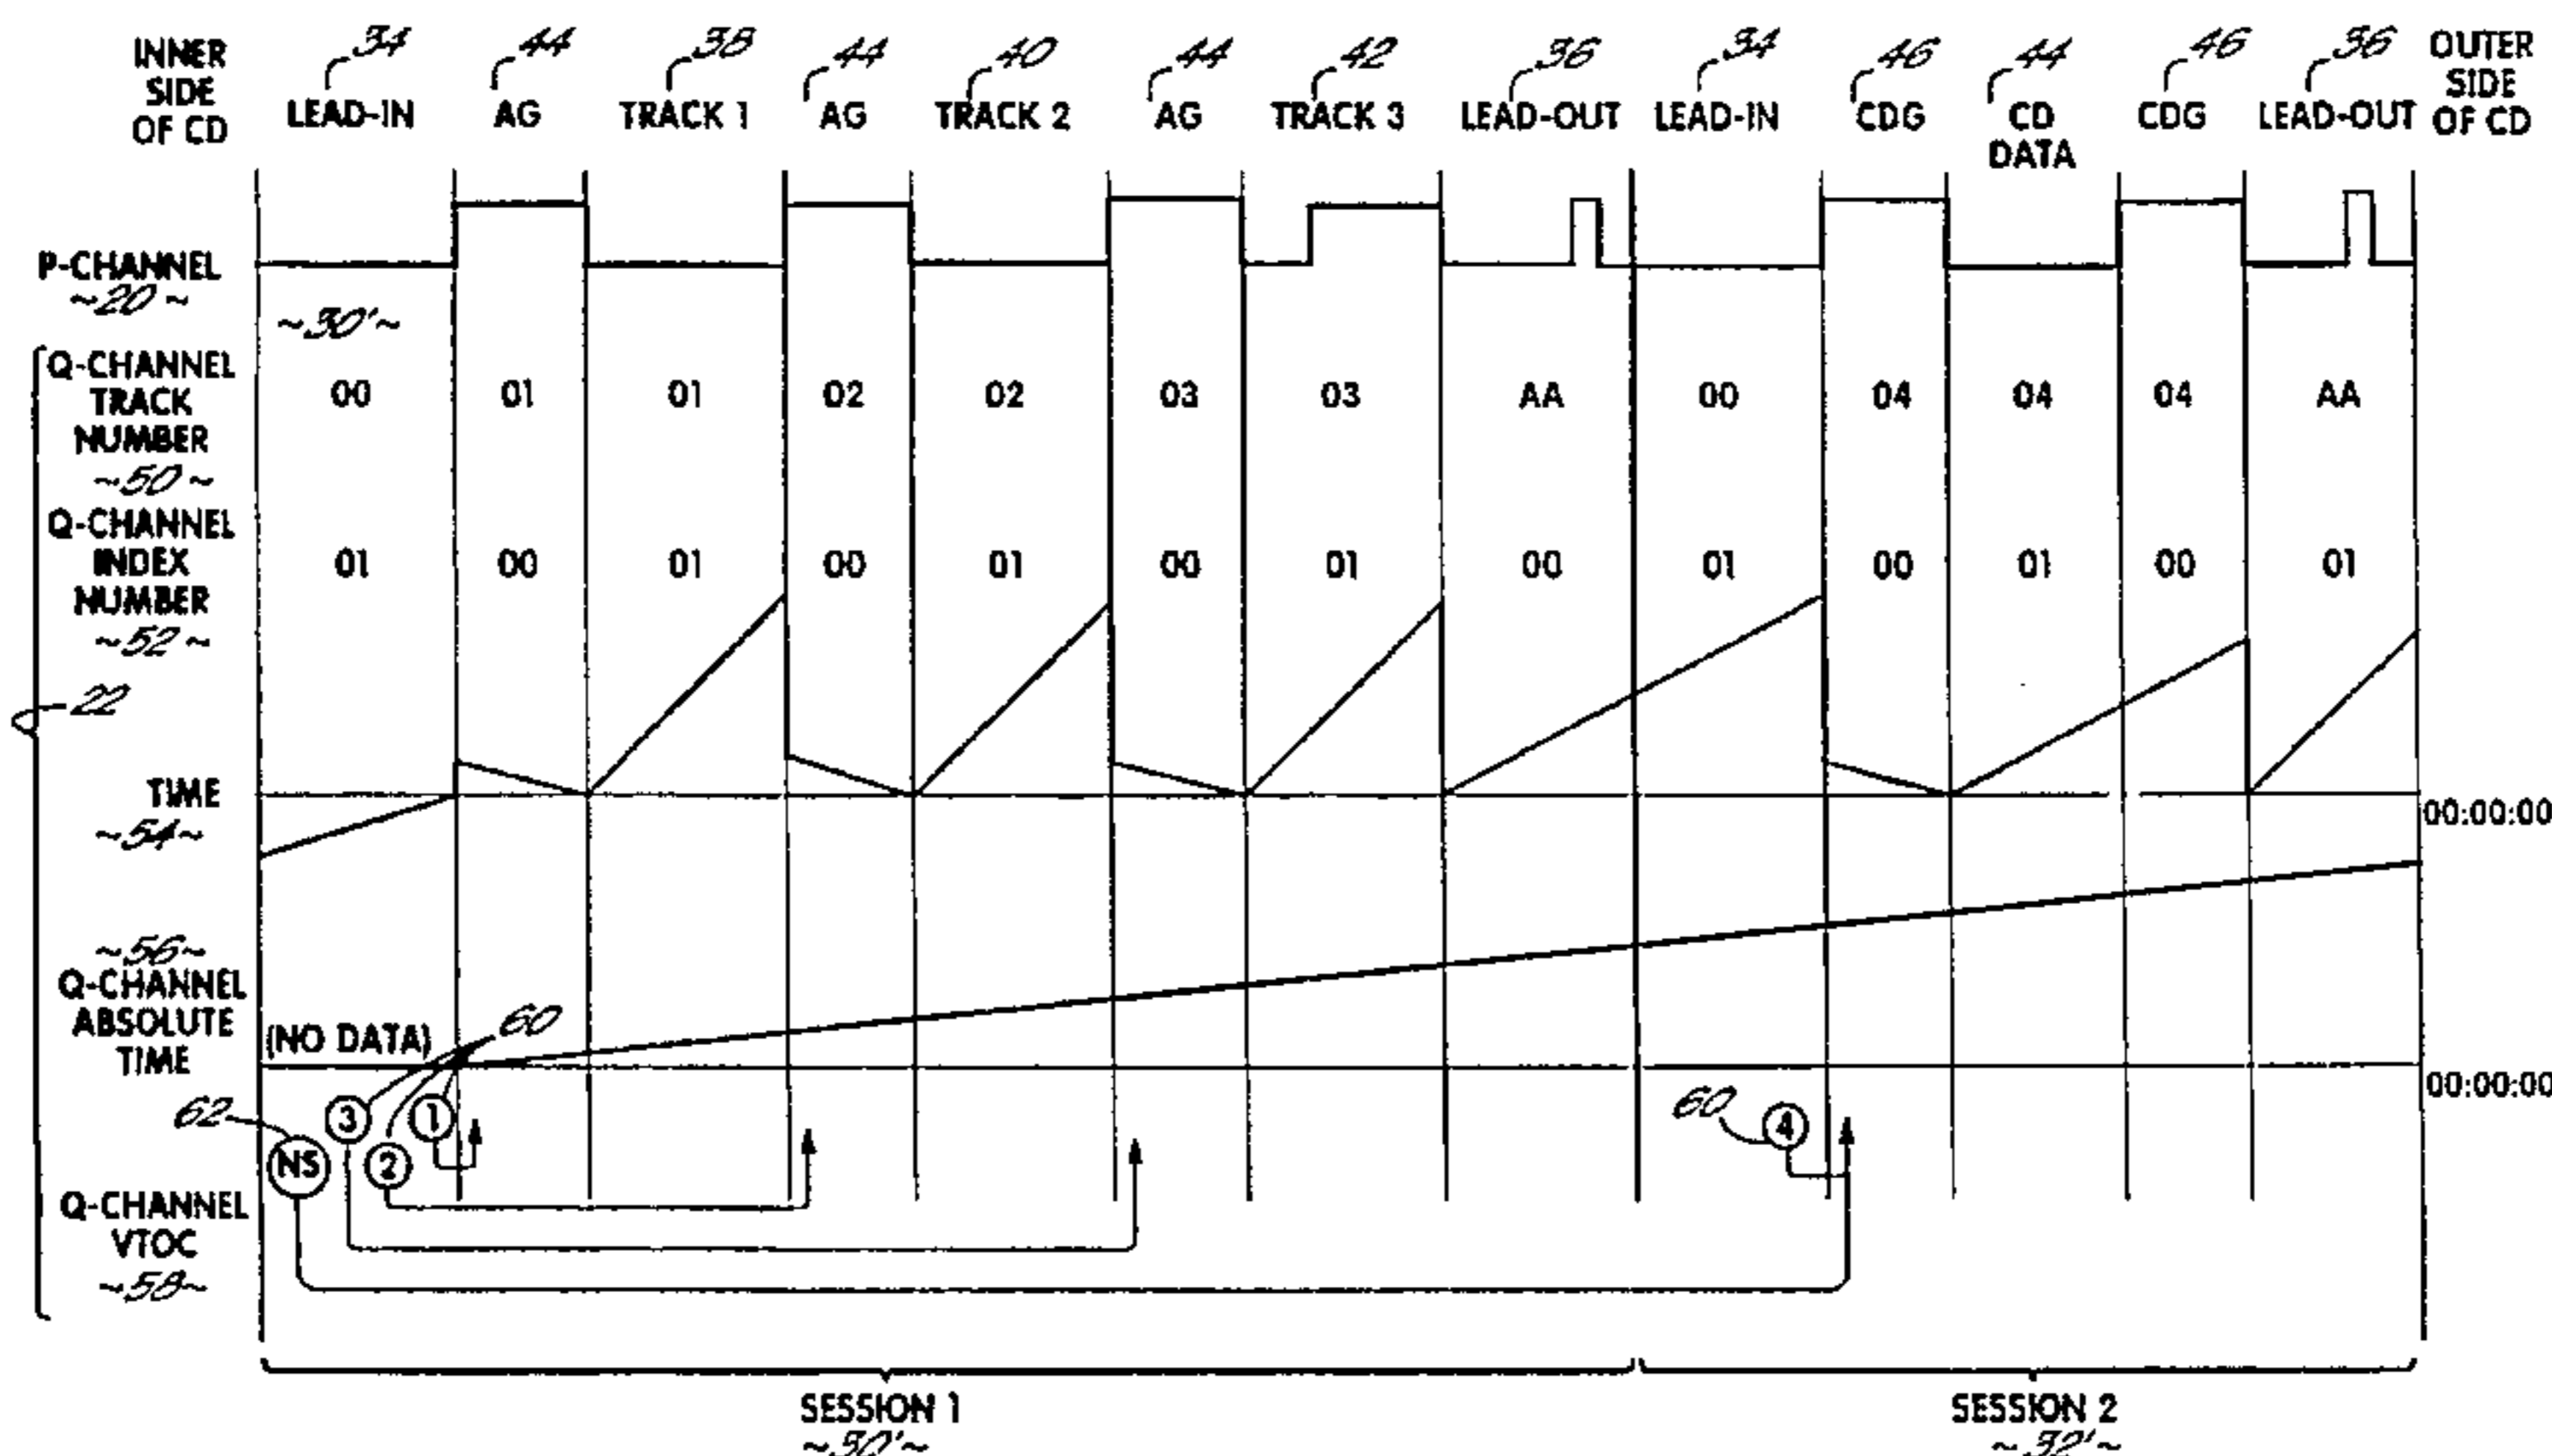 34 44 38 44 40 44 42 36 34 46 44 46 36
INNER SIDE OF CD LEAD-IN AG TRACK 1 AG TRACK 2 AG TRACK 3 LEAD-OUT LEAD-IN CDG CD DATA CDG LEAD-OUT OUTER SIDE OF CD
P-CHANNEL
~20~
~30'~
Q-CHANNEL
TRACK
NUMBER
~50~
00 01 01 02 02 03 03 AA 00 04 04 04 AA
Q-CHANNEL
INDEX
NUMBER
~52~
01 00 01 00 01 00 01 00 01 00 01 00 01
22
TIME
~54~
00:00:00
~56~
Q-CHANNEL
ABSOLUTE
TIME
(NO DATA)
60
00:00:00
62 NS 3 2 1
60 4
Q-CHANNEL
VTOC
~58~
SESSION 1
~30'~
SESSION 2
~32'~